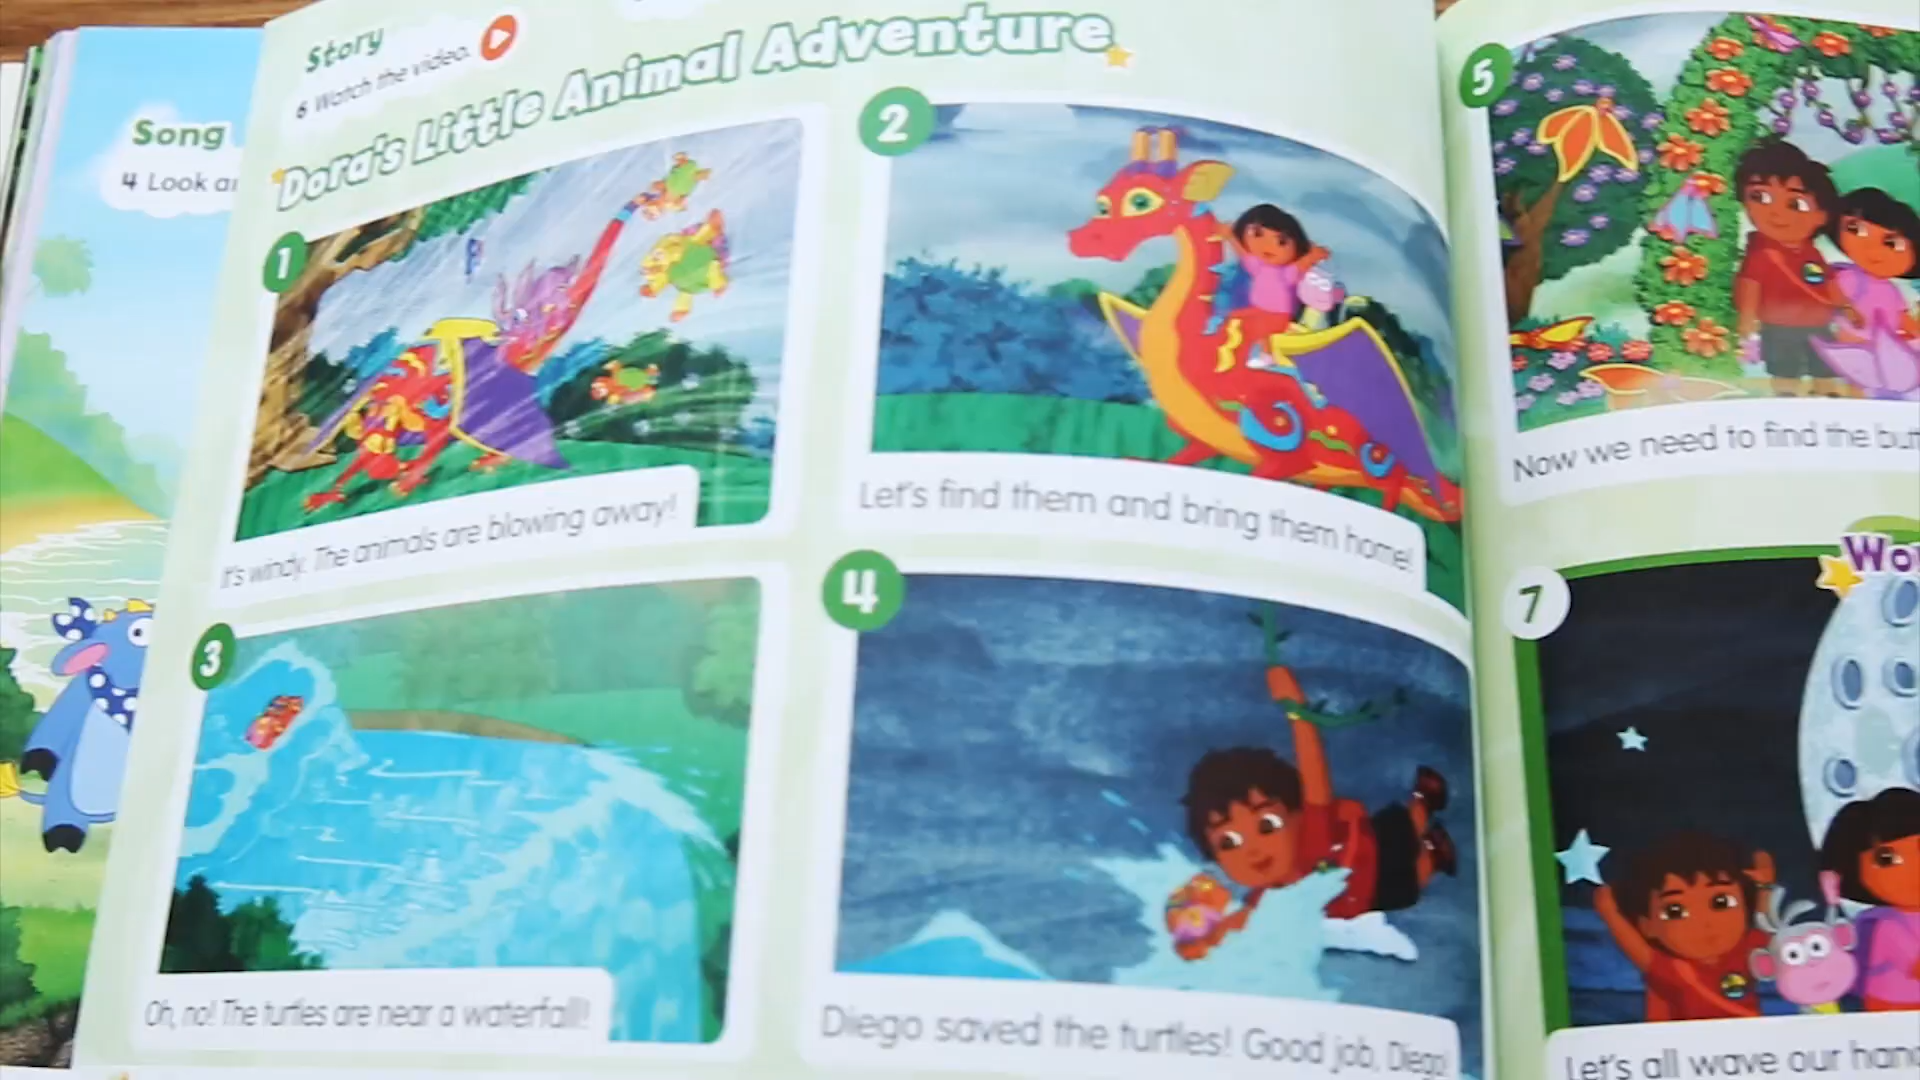 Song
4 Look
Story
6 Watch the video.
Dora's Little Animal Adventure
1
It's windy. The animals are blowing away!
2
Let's find them and bring them home!
3
Oh, no! The turtles are near a waterfall!
4
Diego saved the turtles! Good job, Diego!
5
Now we need to find the
7
Let's all wave our